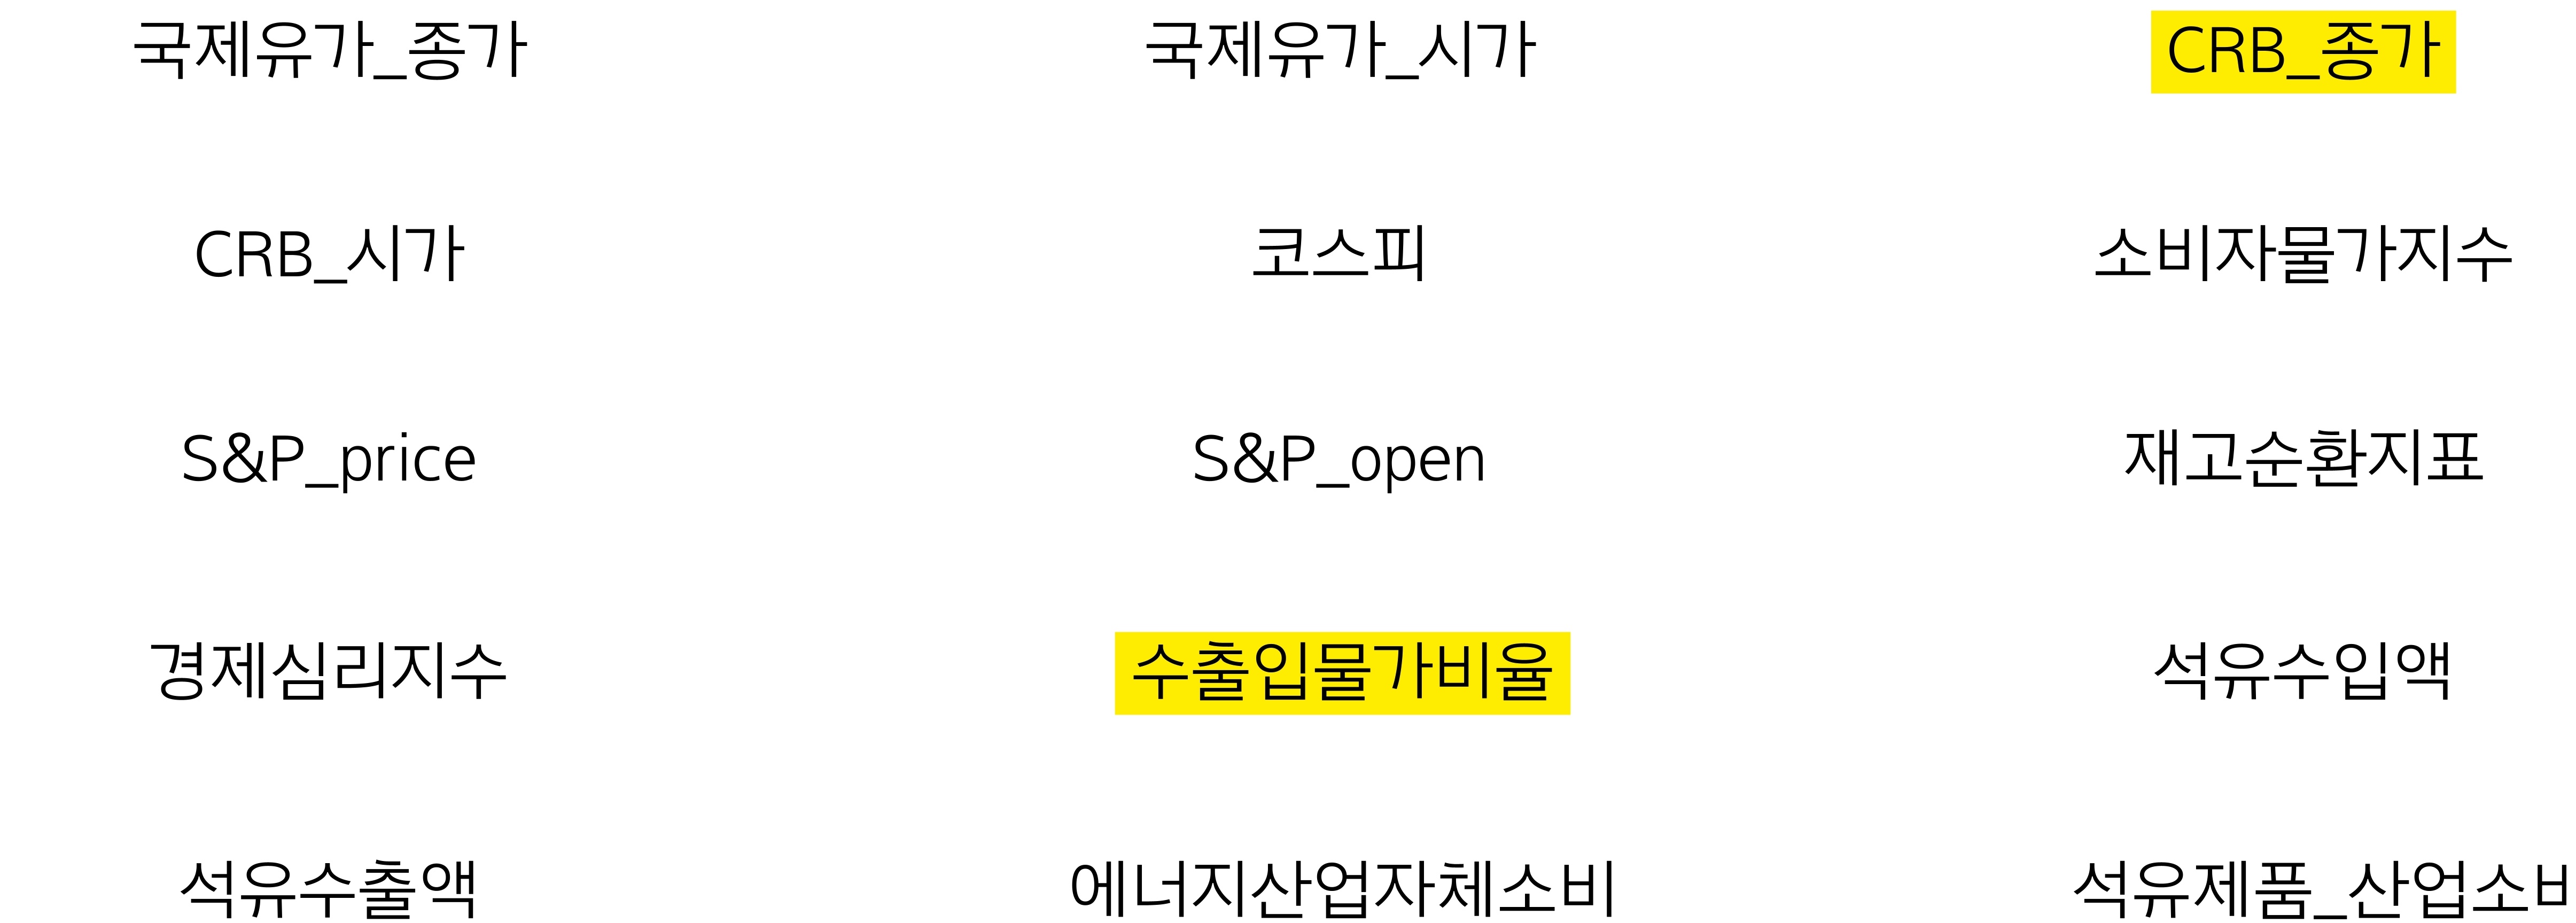 국제유가_종가 국제유가_시가 CRB_종가
CRB_시가 코스피 소비자물가지수
S&P_price S&P_open 재고순환지표
경제심리지수 수출입물가비율 석유수입액
석유수출액 에너지산업자체소비 석유제품_산업소비